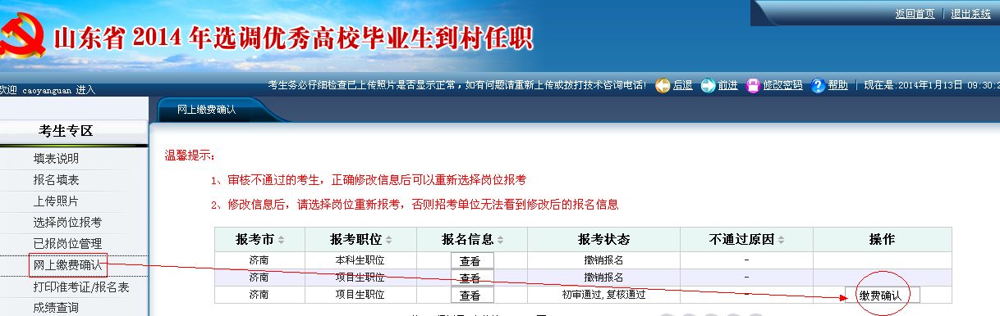 返回首页 | 退出系统
山东省 2014 年选调优秀高校毕业生到村任职
欢迎 caoyanguan 进入
考生务必仔细检查已上传照片是否显示正常，如有问题请重新上传或拨打技术咨询电话! 后退 前进 修改密码 帮助 | 现在是:2014年1月13日 09:30:2
网上缴费确认
考生专区
填表说明
报名填表
上传照片
选择岗位报考
已报岗位管理
网上缴费确认
打印准考证/报名表
成绩查询
温馨提示:
1、审核不通过的考生，正确修改信息后可以重新选择岗位报考
2、修改信息后，请选择岗位重新报考，否则招考单位无法看到修改后的报名信息
报考市 报考职位 报名信息 报考状态 不通过原因 操作
济南 本科生职位 查看 撤销报名 -
济南 项目生职位 查看 撤销报名 -
济南 项目生职位 查看 初审通过,复核通过 - 缴费确认